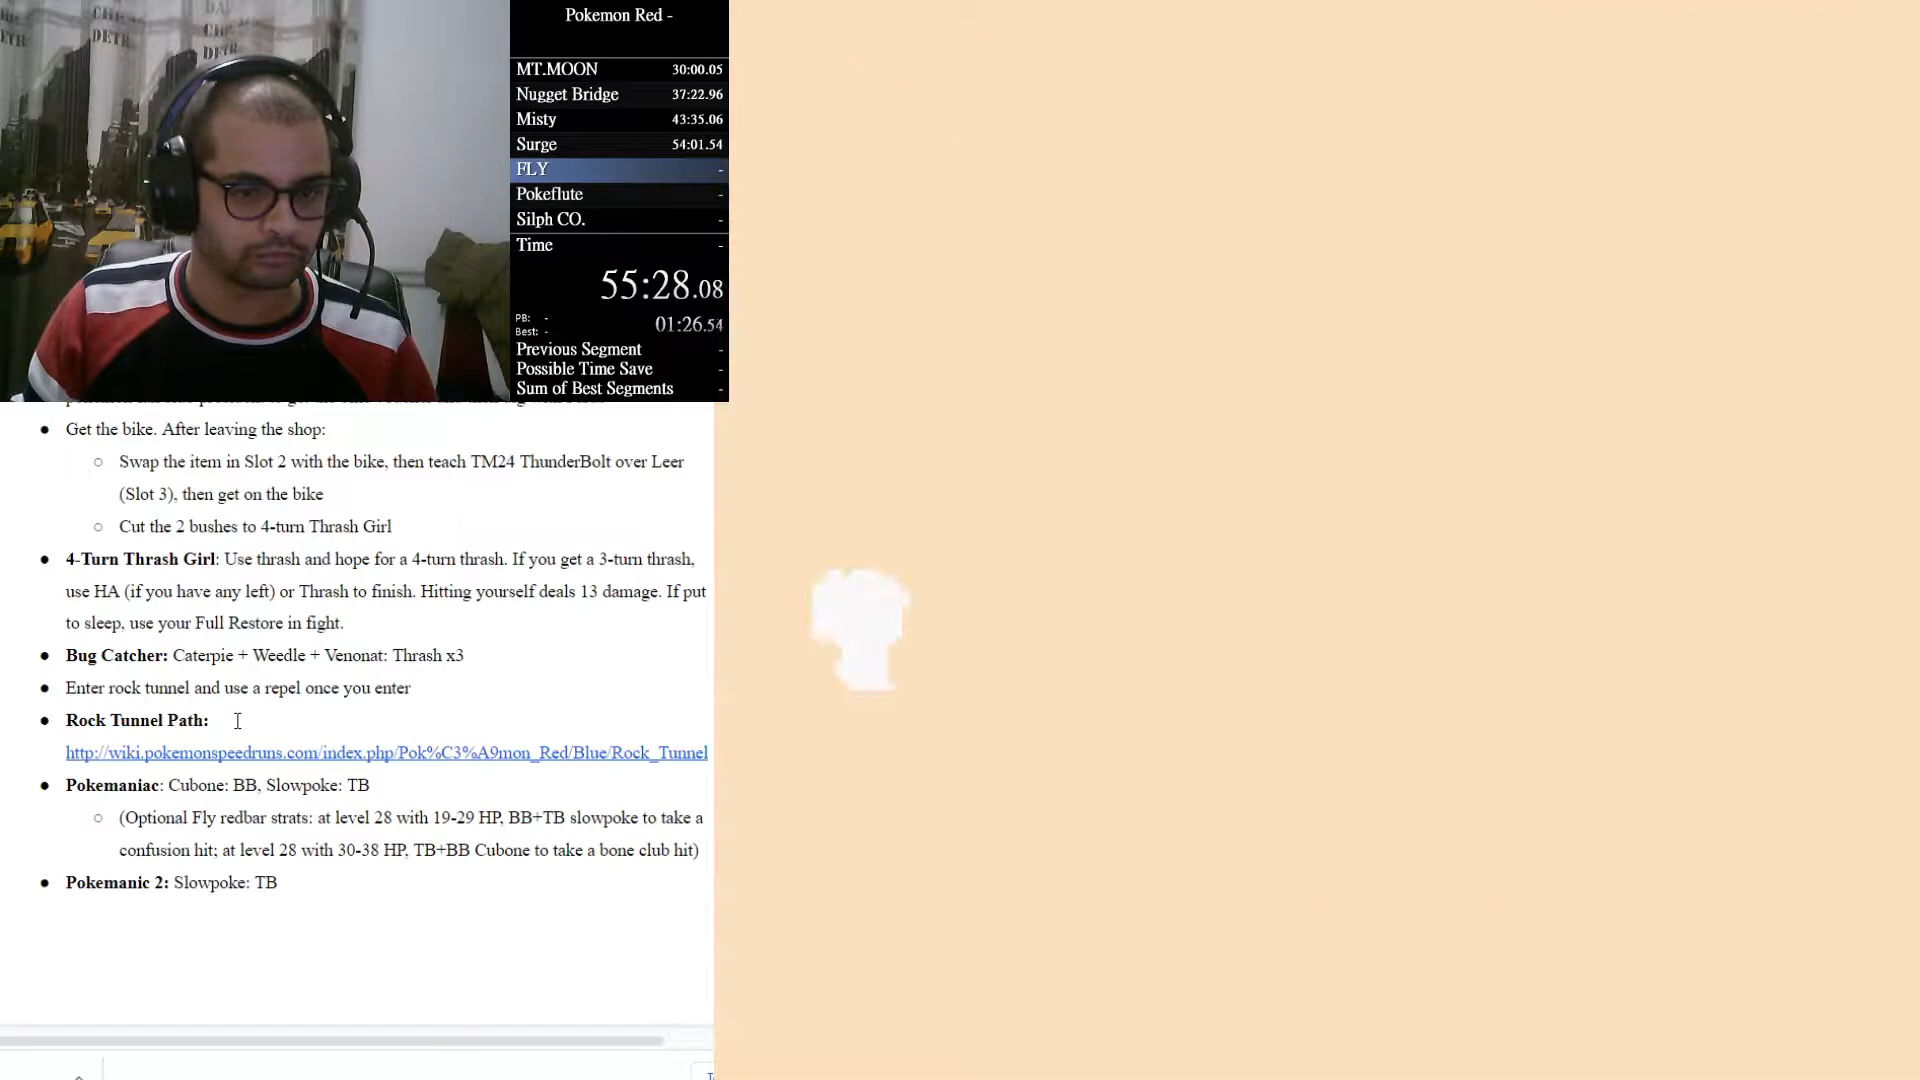 Pokemon Red -
MT.MOON 30:00.05
Nugget Bridge 37:22.96
Misty 43:35.06
Surge 54:01.54
FLY -
Pokeflute -
Silph CO. -
Time -
55:28.08
PB: -
Best: -
01:26.54
Previous Segment -
Possible Time Save -
Sum of Best Segments -
● Get the bike. After leaving the shop:
○ Swap the item in Slot 2 with the bike, then teach TM24 ThunderBolt over Leer
(Slot 3), then get on the bike
○ Cut the 2 bushes to 4-turn Thrash Girl
● 4-Turn Thrash Girl: Use thrash and hope for a 4-turn thrash. If you get a 3-turn thrash,
use HA (if you have any left) or Thrash to finish. Hitting yourself deals 13 damage. If put
to sleep, use your Full Restore in fight.
● Bug Catcher: Caterpie + Weedle + Venonat: Thrash x3
● Enter rock tunnel and use a repel once you enter
● Rock Tunnel Path:
http://wiki.pokemonspeedruns.com/index.php/Pok%C3%A9mon_Red/Blue/Rock_Tunnel
● Pokemaniac: Cubone: BB, Slowpoke: TB
○ (Optional Fly redbar strats: at level 28 with 19-29 HP, BB+TB slowpoke to take a
confusion hit; at level 28 with 30-38 HP, TB+BB Cubone to take a bone club hit)
● Pokemanic 2: Slowpoke: TB